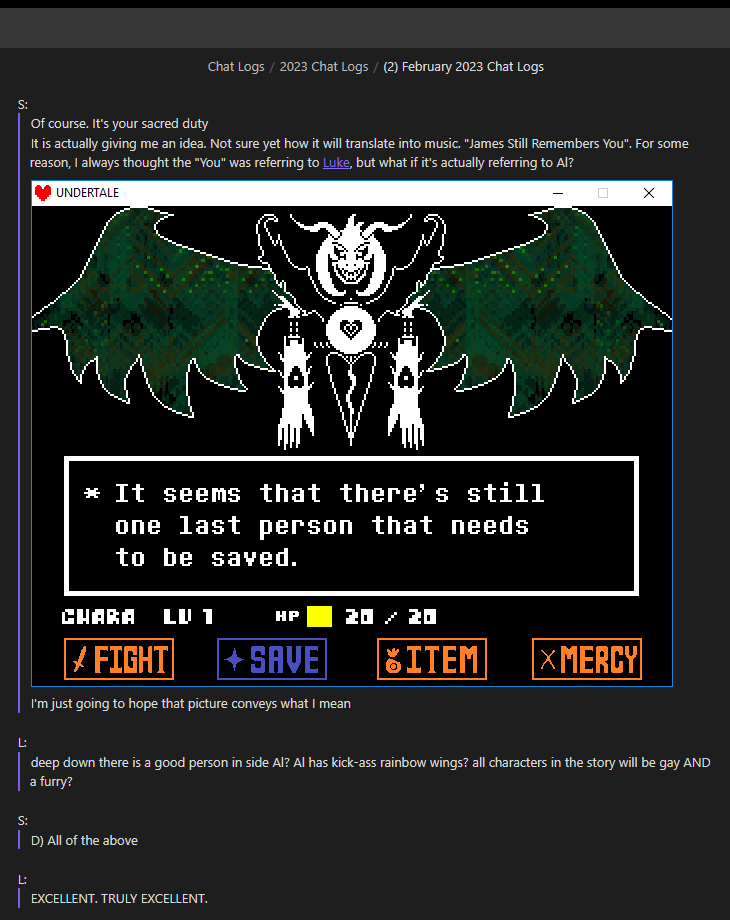 Chat Logs / 2023 Chat Logs / (2) February 2023 Chat Logs
S:
Of course. It's your sacred duty
It is actually giving me an idea. Not sure yet how it will translate into music. "James Still Remembers You". For some
reason, I always thought the "You" was referring to Luke, but what if it's actually referring to Al?
UNDERTALE
* It seems that there's still
one last person that needs
to be saved.
CHARA LV 1 HP 20 / 20
FIGHT SAVE ITEM MERCY
I'm just going to hope that picture conveys what I mean
L:
deep down there is a good person in side Al? Al has kick-ass rainbow wings? all characters in the story will be gay AND
a furry?
S:
D) All of the above
L:
EXCELLENT. TRULY EXCELLENT.